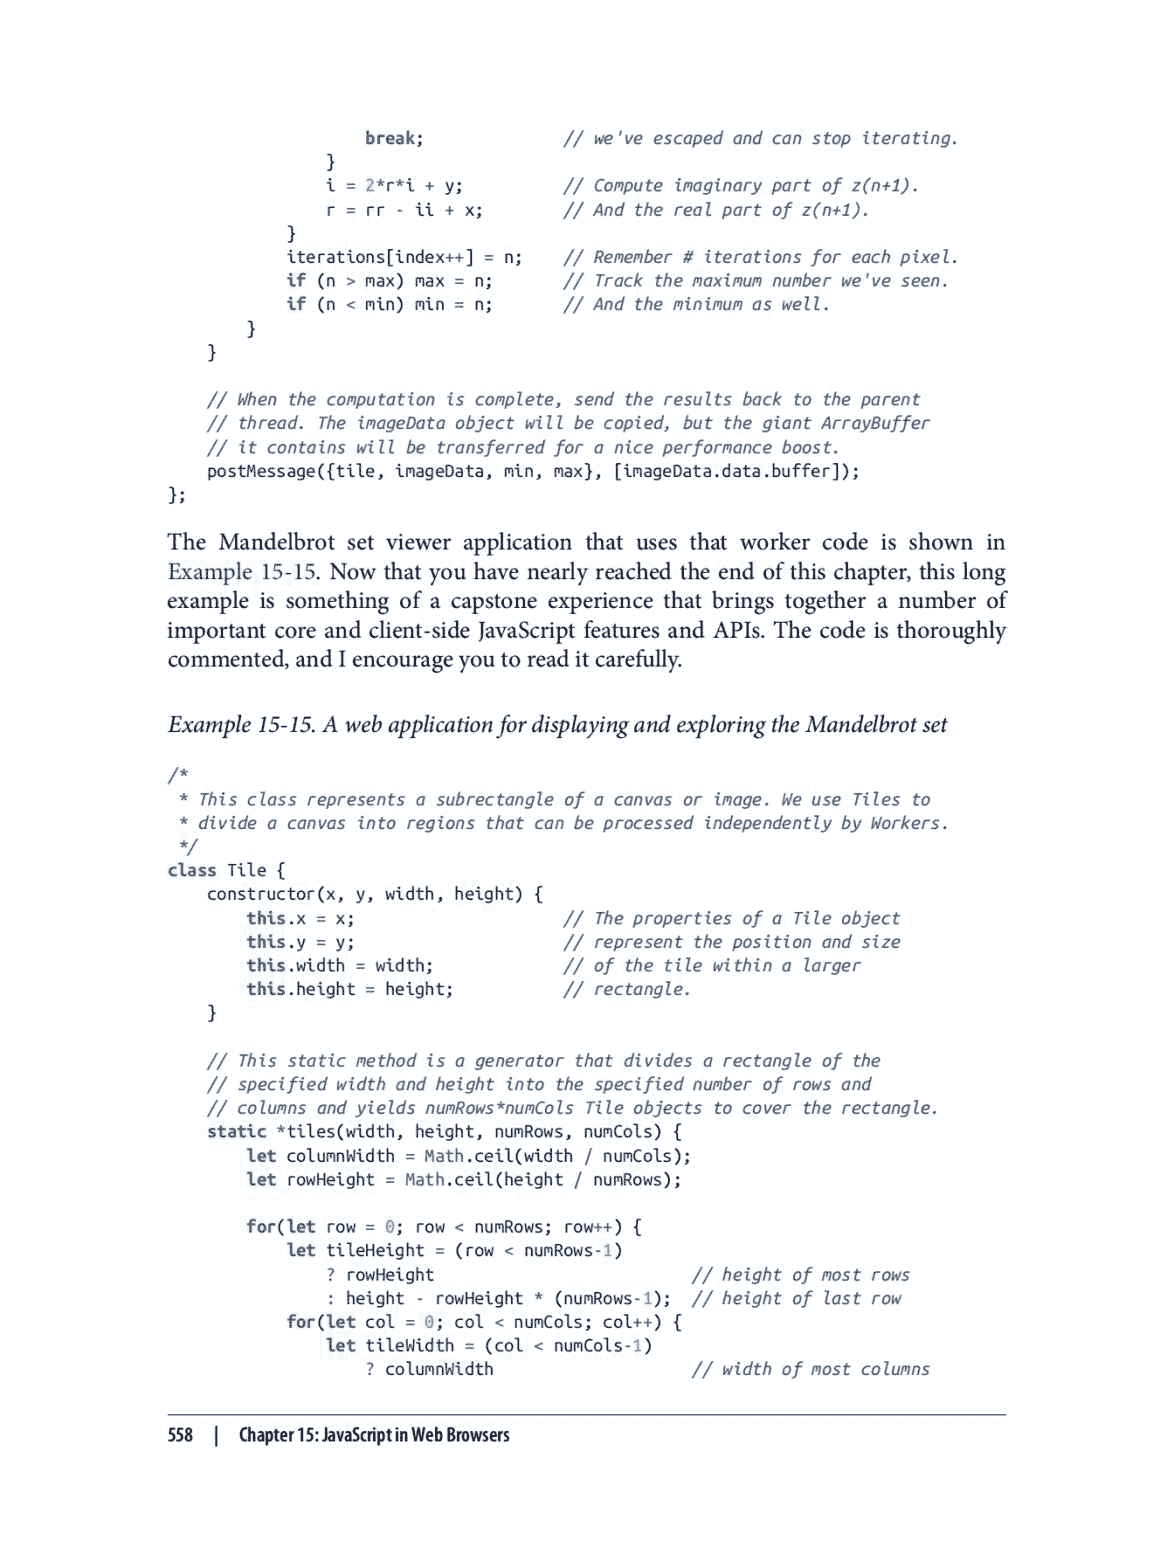 break; // we've escaped and can stop iterating.
}
i = 2*r*i + y; // Compute imaginary part of z(n+1).
r = rr - ii + x; // And the real part of z(n+1).
}
iterations[index++] = n; // Remember # iterations for each pixel.
if (n > max) max = n; // Track the maximum number we've seen.
if (n < min) min = n; // And the minimum as well.
}
}
// When the computation is complete, send the results back to the parent
// thread. The imageData object will be copied, but the giant ArrayBuffer
// it contains will be transferred for a nice performance boost.
postMessage({tile, imageData, min, max}, [imageData.data.buffer]);
};
The Mandelbrot set viewer application that uses that worker code is shown in
Example 15-15. Now that you have nearly reached the end of this chapter, this long
example is something of a capstone experience that brings together a number of
important core and client-side JavaScript features and APIs. The code is thoroughly
commented, and I encourage you to read it carefully.
Example 15-15. A web application for displaying and exploring the Mandelbrot set
/*
* This class represents a subrectangle of a canvas or image. We use Tiles to
* divide a canvas into regions that can be processed independently by Workers.
*/
class Tile {
constructor(x, y, width, height) {
this.x = x; // The properties of a Tile object
this.y = y; // represent the position and size
this.width = width; // of the tile within a larger
this.height = height; // rectangle.
}
// This static method is a generator that divides a rectangle of the
// specified width and height into the specified number of rows and
// columns and yields numRows*numCols Tile objects to cover the rectangle.
static *tiles(width, height, numRows, numCols) {
let columnWidth = Math.ceil(width / numCols);
let rowHeight = Math.ceil(height / numRows);
for(let row = 0; row < numRows; row++) {
let tileHeight = (row < numRows-1)
? rowHeight // height of most rows
: height - rowHeight * (numRows-1); // height of last row
for(let col = 0; col < numCols; col++) {
let tileWidth = (col < numCols-1)
? columnWidth // width of most columns
558 | Chapter 15: JavaScript in Web Browsers